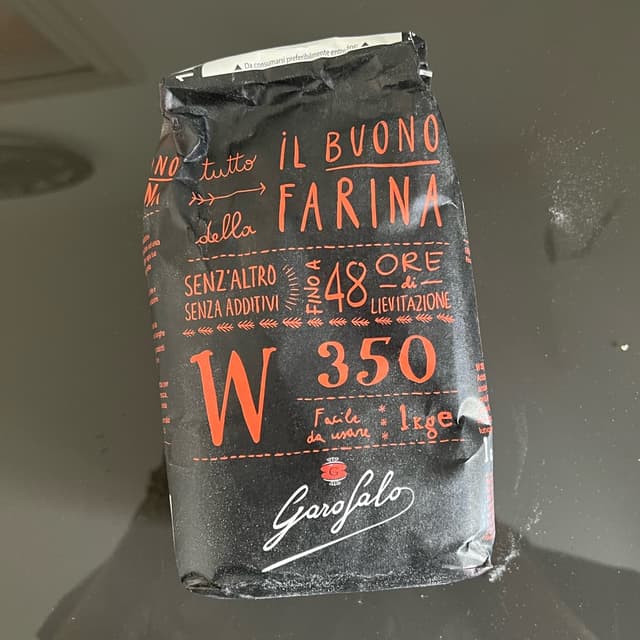 Da consumarsi preferibilmente entro
tutto
della
iL BUONO
FARINA
SENZ'ALTRO
SENZA ADDITIVI
FINO A
48
ORE
di
LIEVITAZIONE
W
350
Facile
da usare
1kg e
G
Garofalo